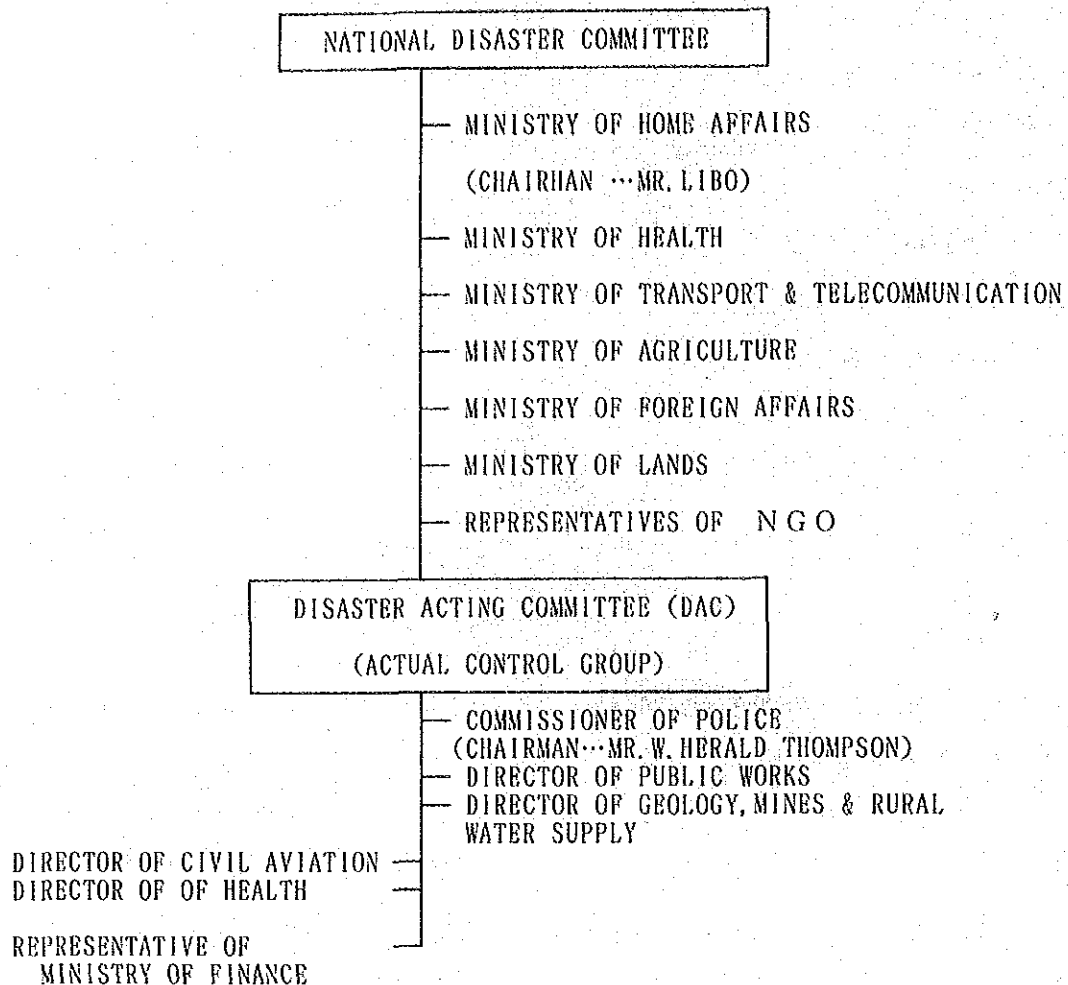 NATIONAL DISASTER COMMITTEE
MINISTRY OF HOME AFFAIRS
(CHAIRHAN …MR. LIBO)
MINISTRY OF HEALTH
MINISTRY OF TRANSPORT & TELECOMMUNICATION
MINISTRY OF AGRICULTURE
MINISTRY OF FOREIGN AFFAIRS
MINISTRY OF LANDS
REPRESENTATIVES OF NGO
DISASTER ACTING COMMITTEE (DAC)
(ACTUAL CONTROL GROUP)
COMMISSIONER OF POLICE
(CHAIRMAN…MR. W. HERALD THOMPSON)
DIRECTOR OF PUBLIC WORKS
DIRECTOR OF GEOLOGY, MINES & RURAL
WATER SUPPLY
DIRECTOR OF CIVIL AVIATION
DIRECTOR OF OF HEALTH
REPRESENTATIVE OF
MINISTRY OF FINANCE